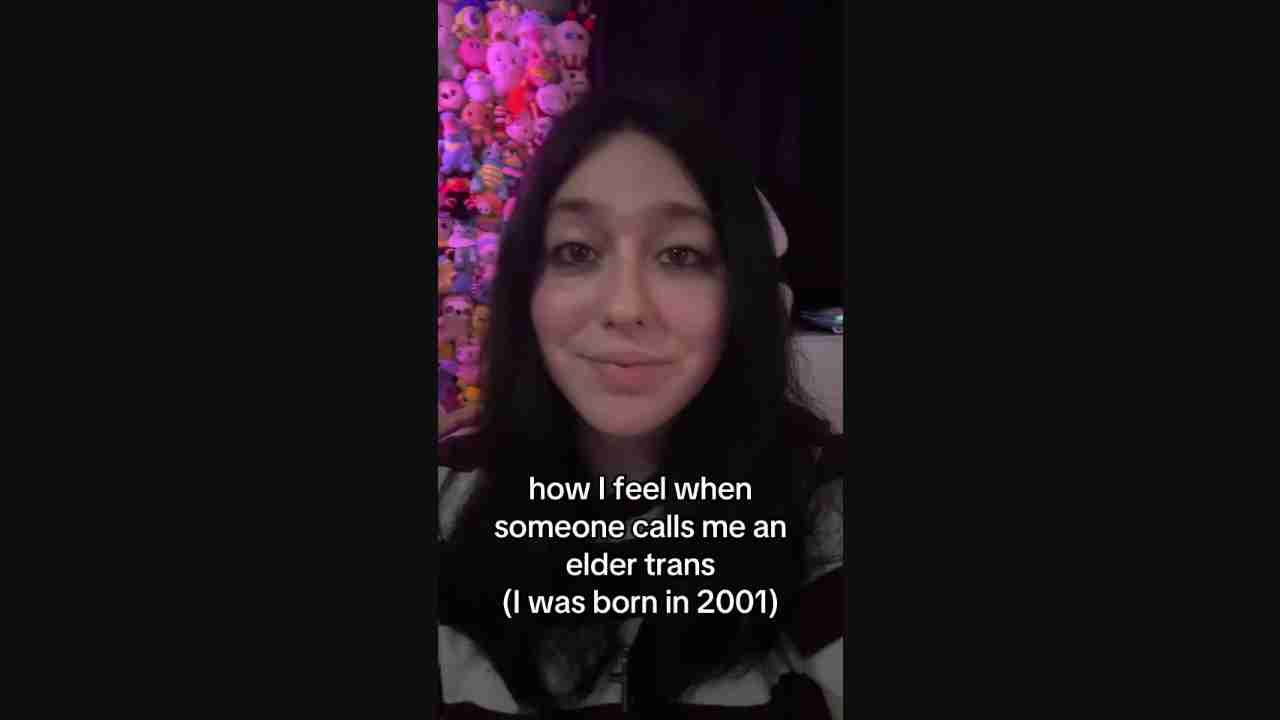 how I feel when
someone calls me an
elder trans
(I was born in 2001)